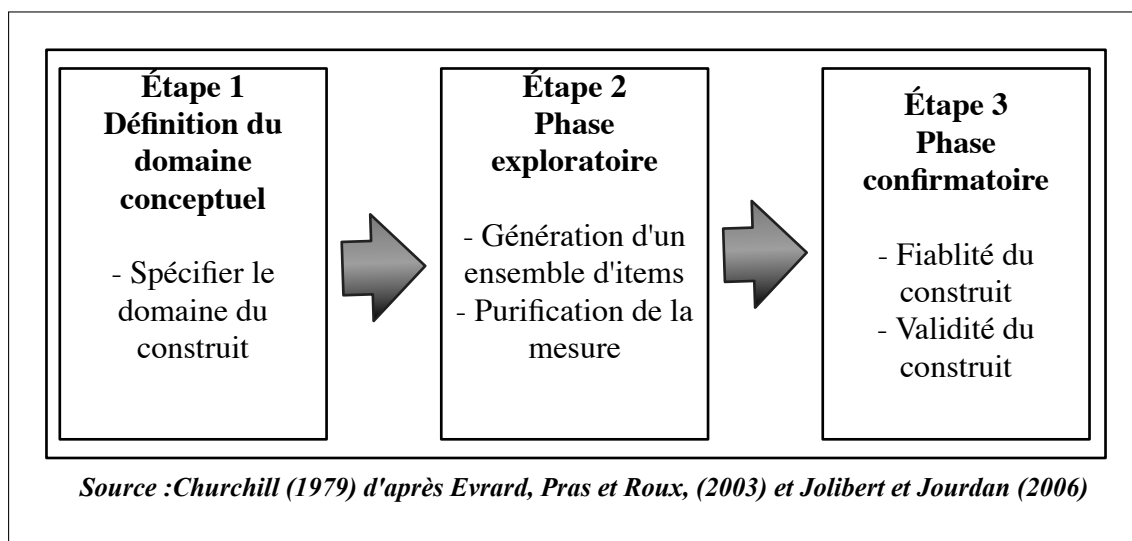 Étape 1
Définition du
domaine
conceptuel
- Spécifier le
domaine du
construit
Étape 2
Phase
exploratoire
- Génération d'un
ensemble d'items
- Purification de la
mesure
Étape 3
Phase
confirmatoire
- Fiablité du
construit
- Validité du
construit
Source :Churchill (1979) d'après Evrard, Pras et Roux, (2003) et Jolibert et Jourdan (2006)